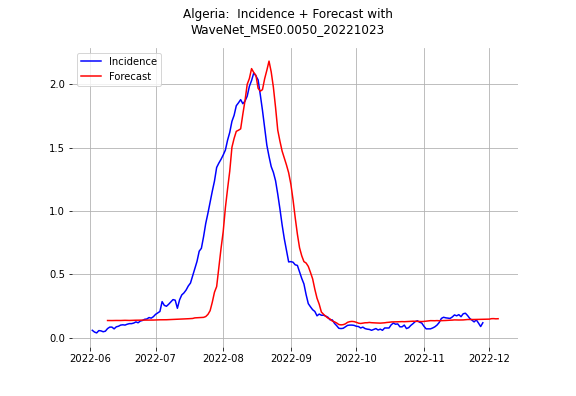 Algeria:  Incidence + Forecast with
WaveNet_MSE0.0050_20221023
Incidence
Forecast
2.0
1.5
1.0
0.5
0.0
2022-06 2022-07 2022-08 2022-09 2022-10 2022-11 2022-12